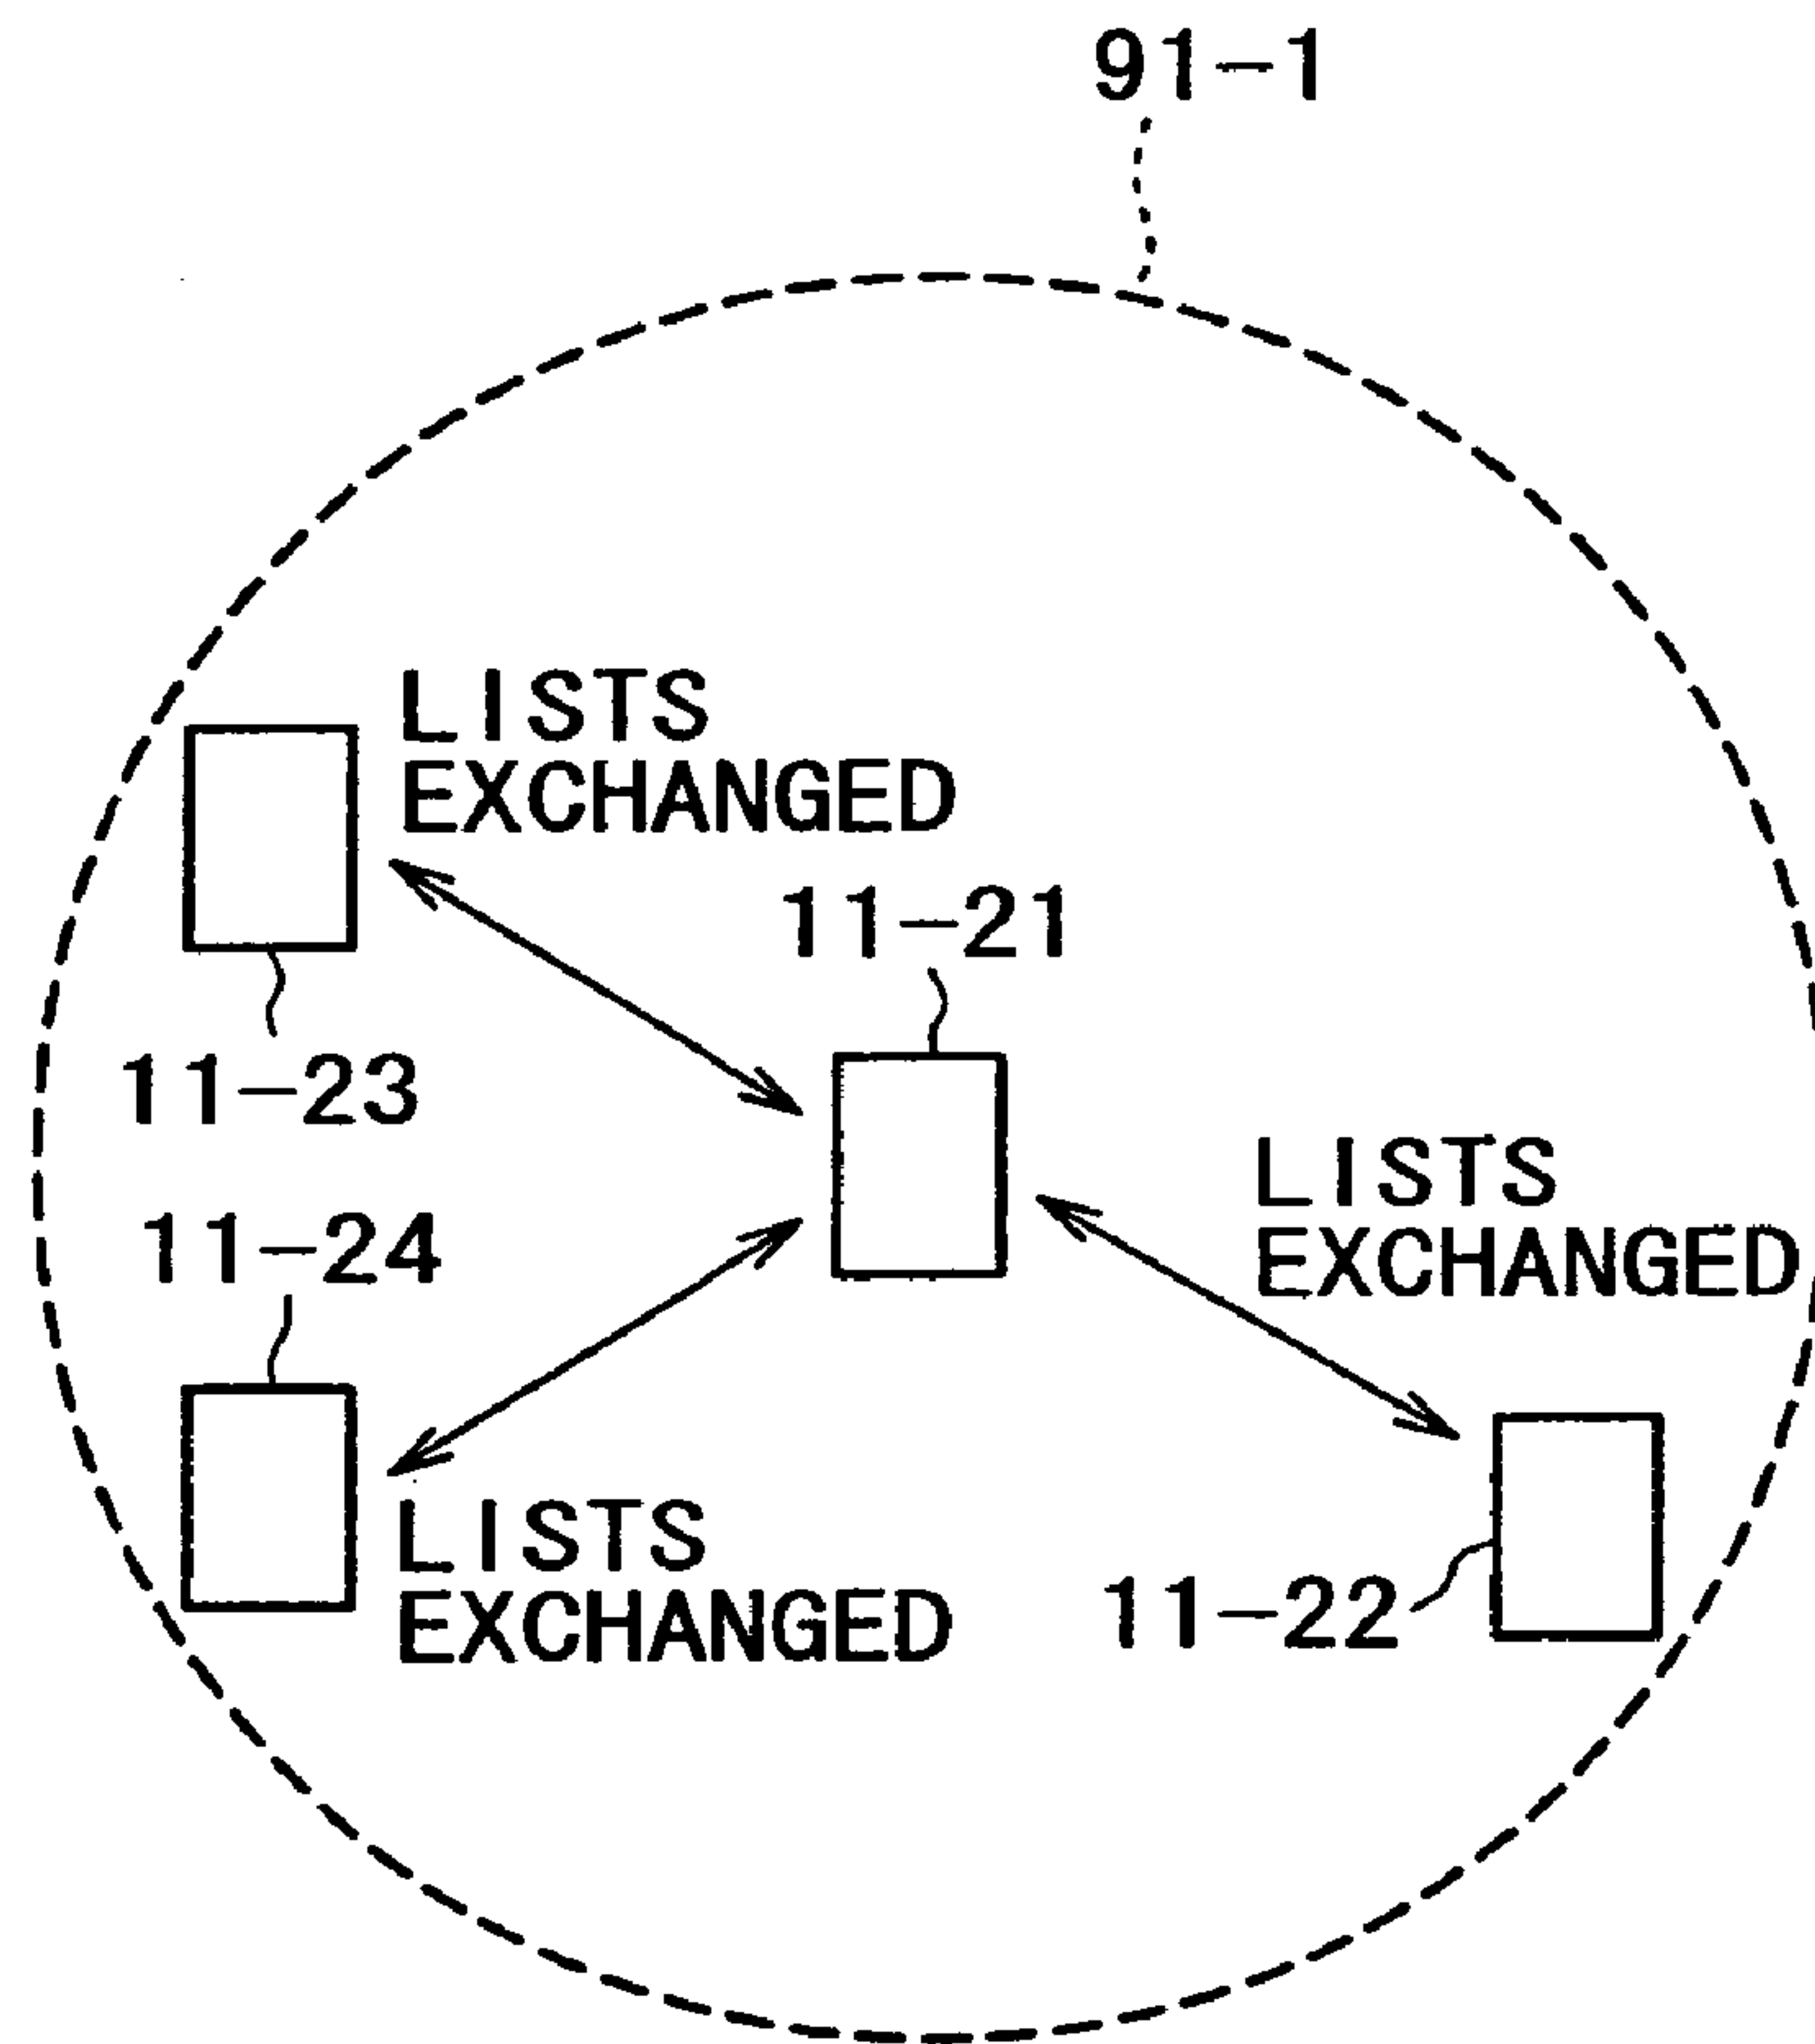 91-1
LISTS
EXCHANGED
11-21
11-23
LISTS
EXCHANGED
11-24
LISTS
EXCHANGED
11-22